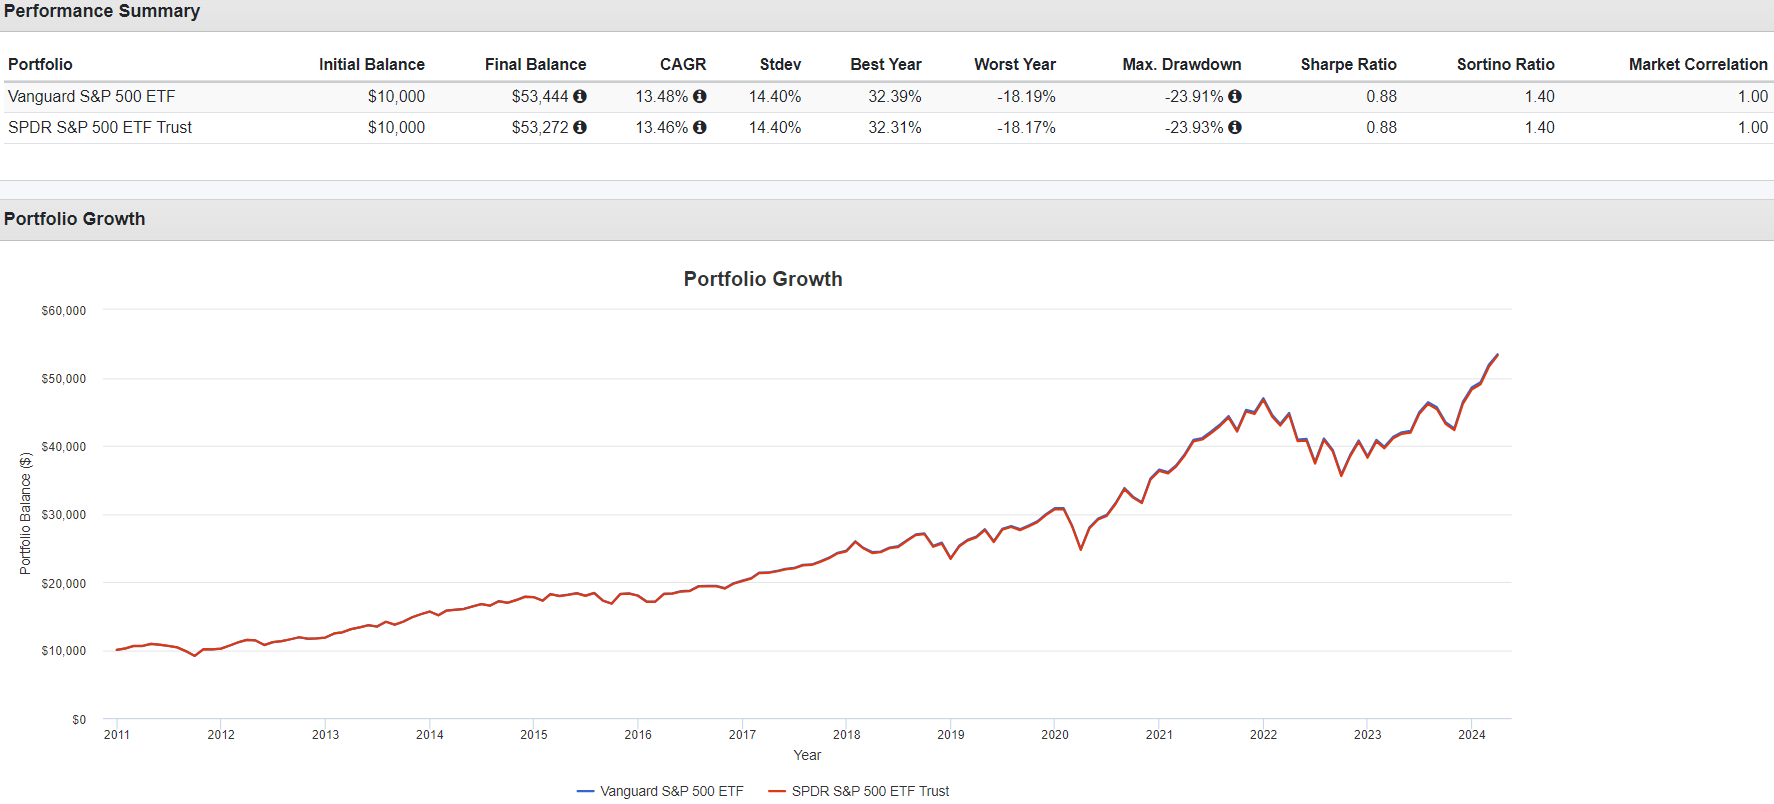 Performance Summary
Portfolio Initial Balance Final Balance CAGR Stdev Best Year Worst Year Max. Drawdown Sharpe Ratio Sortino Ratio Market Correlation
Vanguard S&P 500 ETF $10,000 $53,444 13.48% 14.40% 32.39% -18.19% -23.91% 0.88 1.40 1.00
SPDR S&P 500 ETF Trust $10,000 $53,272 13.46% 14.40% 32.31% -18.17% -23.93% 0.88 1.40 1.00
Portfolio Growth
Portfolio Growth
$60,000
$50,000
$40,000
$30,000
$20,000
$10,000
$0
Portfolio Balance ($)
2011 2012 2013 2014 2015 2016 2017 2018 2019 2020 2021 2022 2023 2024
Year
Vanguard S&P 500 ETF SPDR S&P 500 ETF Trust